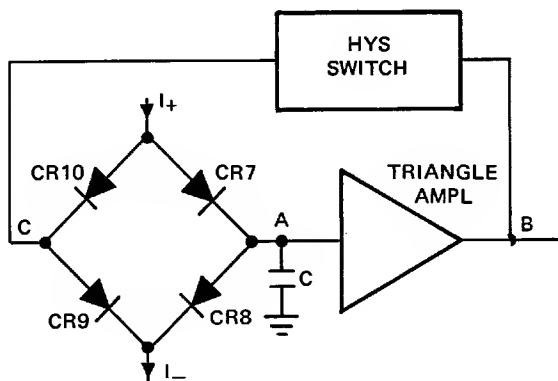 HYS
SWITCH
I+
CR10
CR7
TRIANGLE
AMPL
C
A
B
C
CR9
CR8
I–